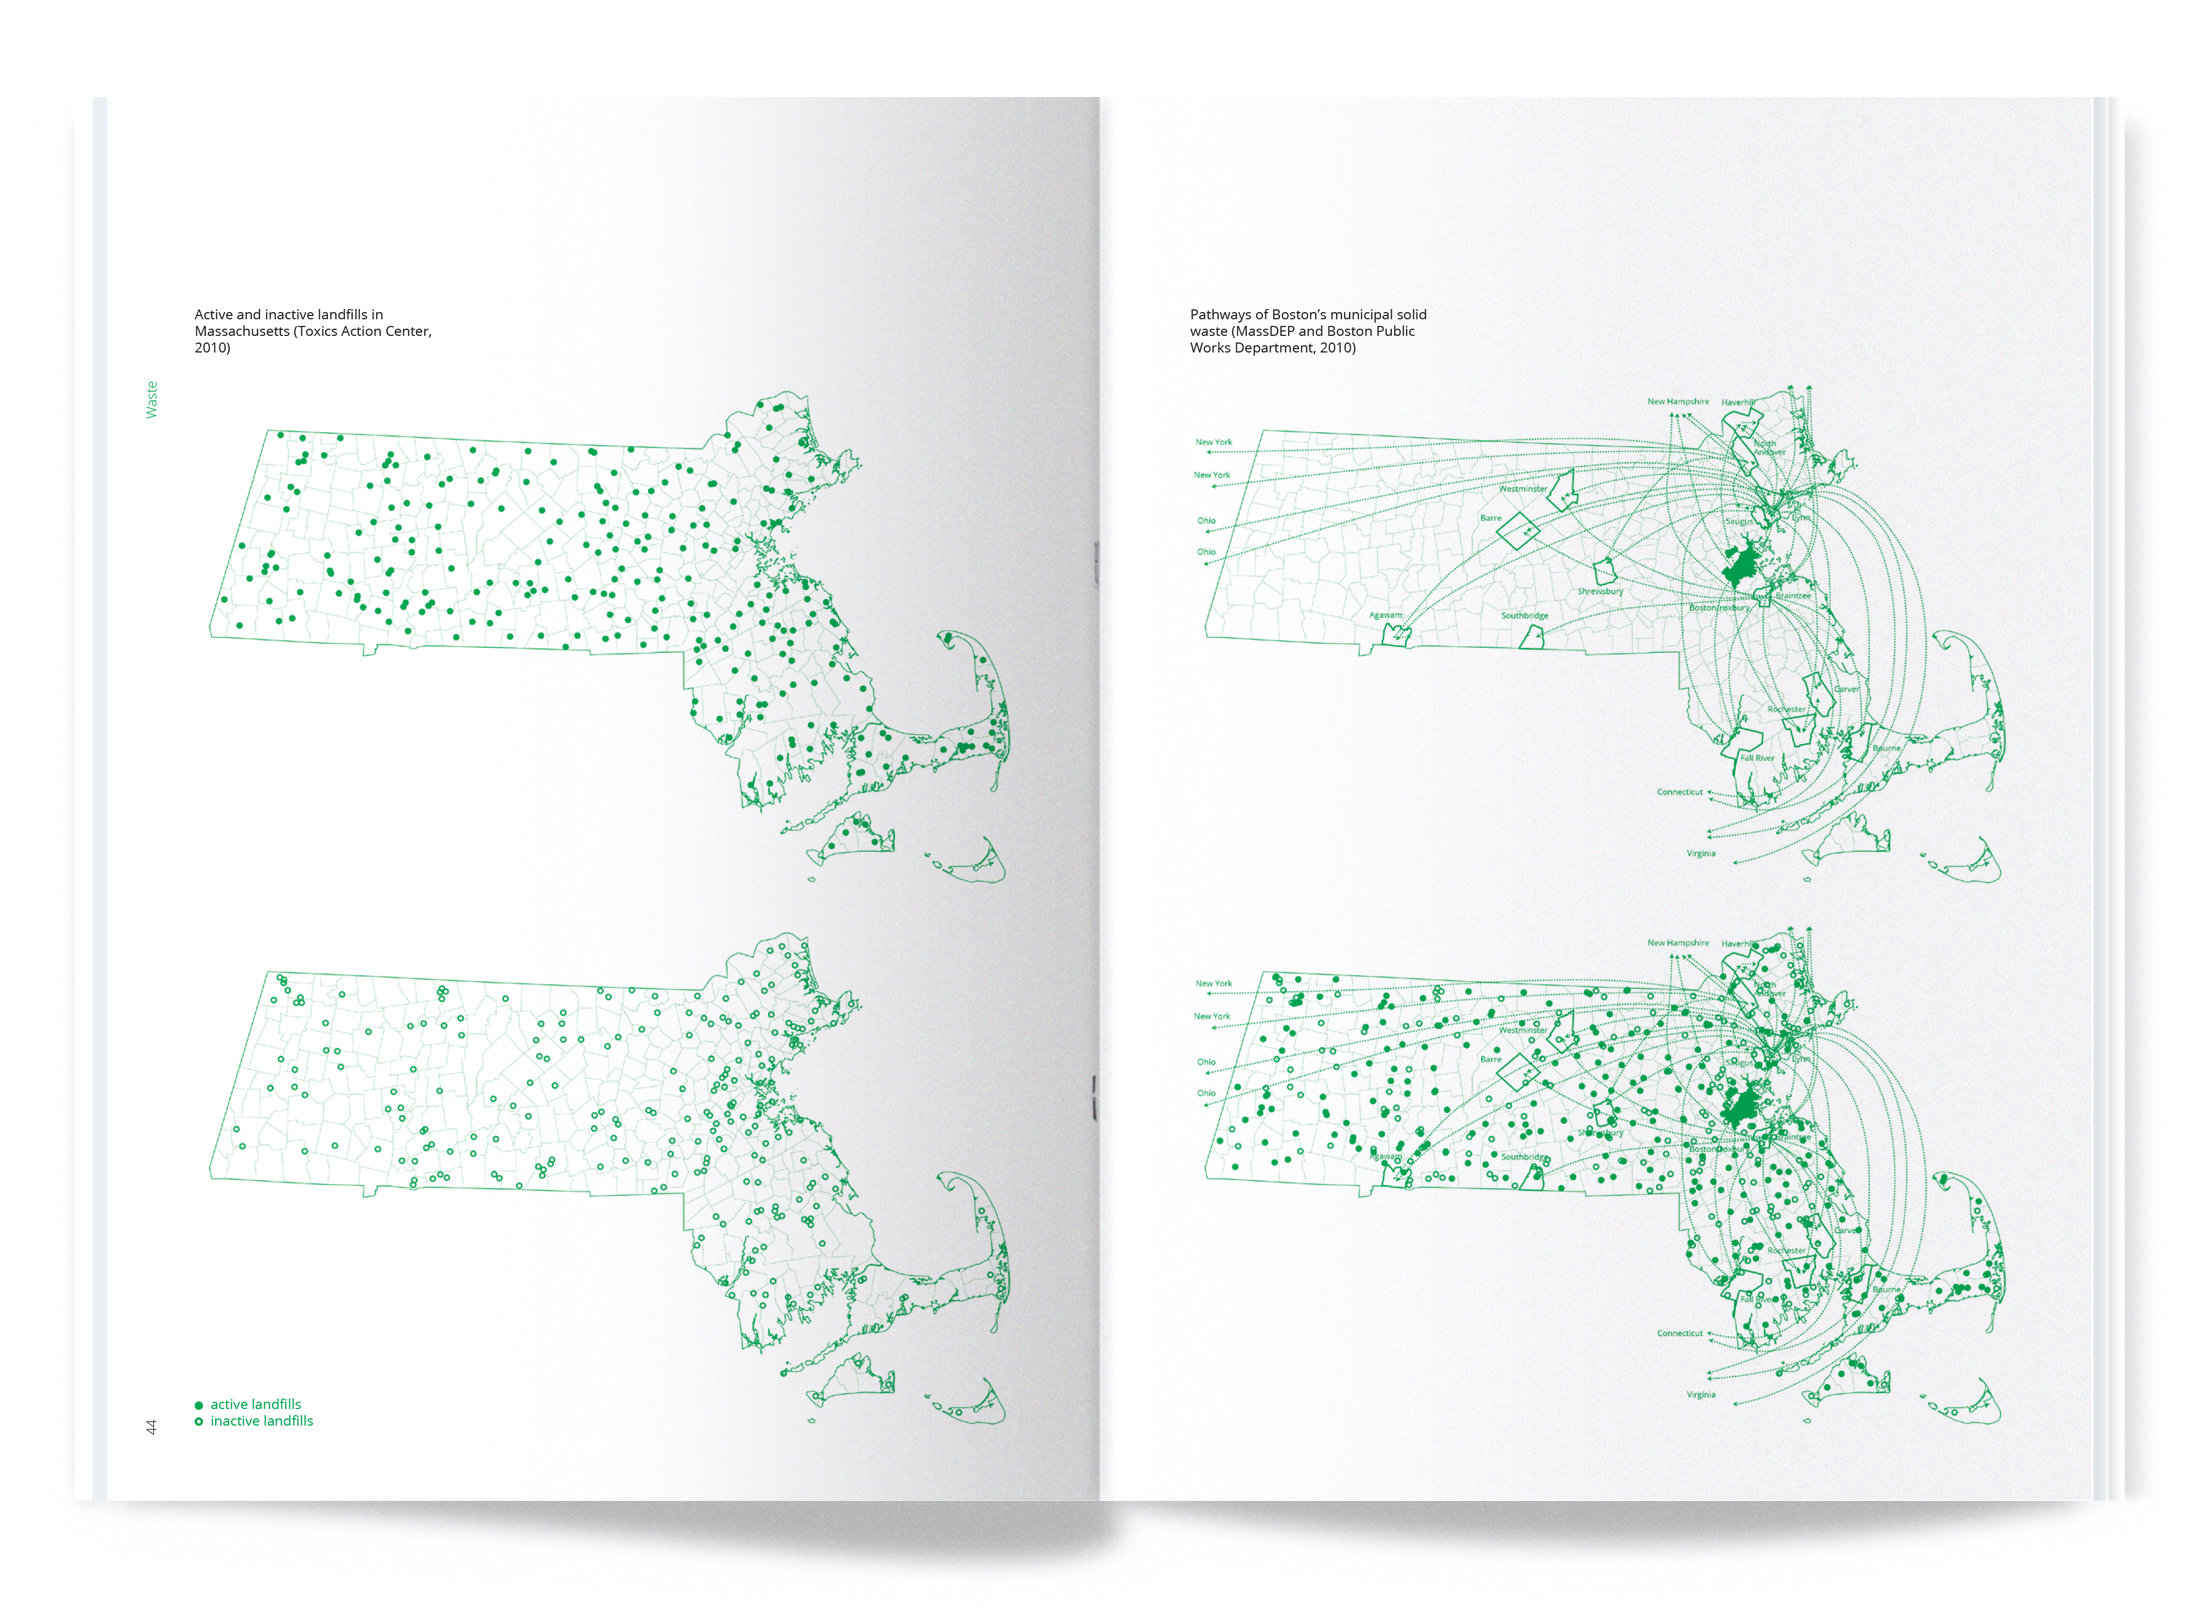 Active and inactive landfills in
Massachusetts (Toxics Action Center,
2010)
Waste
active landfills
inactive landfills
44
Pathways of Boston's municipal solid
waste (MassDEP and Boston Public
Works Department, 2010)
New Hampshire
Haverhill
New York
North
Andover
New York
Westminster
Barre
Ohio
Saugus
Lynn
Ohio
Shrewsbury
Braintree
Boston/roxbury
Agawam
Southbridge
Carver
Rochester
Bourne
Fall River
Connecticut
Virginia
New Hampshire
Haverhill
New York
North
Andover
New York
Westminster
Barre
Ohio
Saugus
Lynn
Ohio
Shrewsbury
Braintree
Boston/roxbury
Agawam
Southbridge
Carver
Rochester
Bourne
Fall River
Connecticut
Virginia